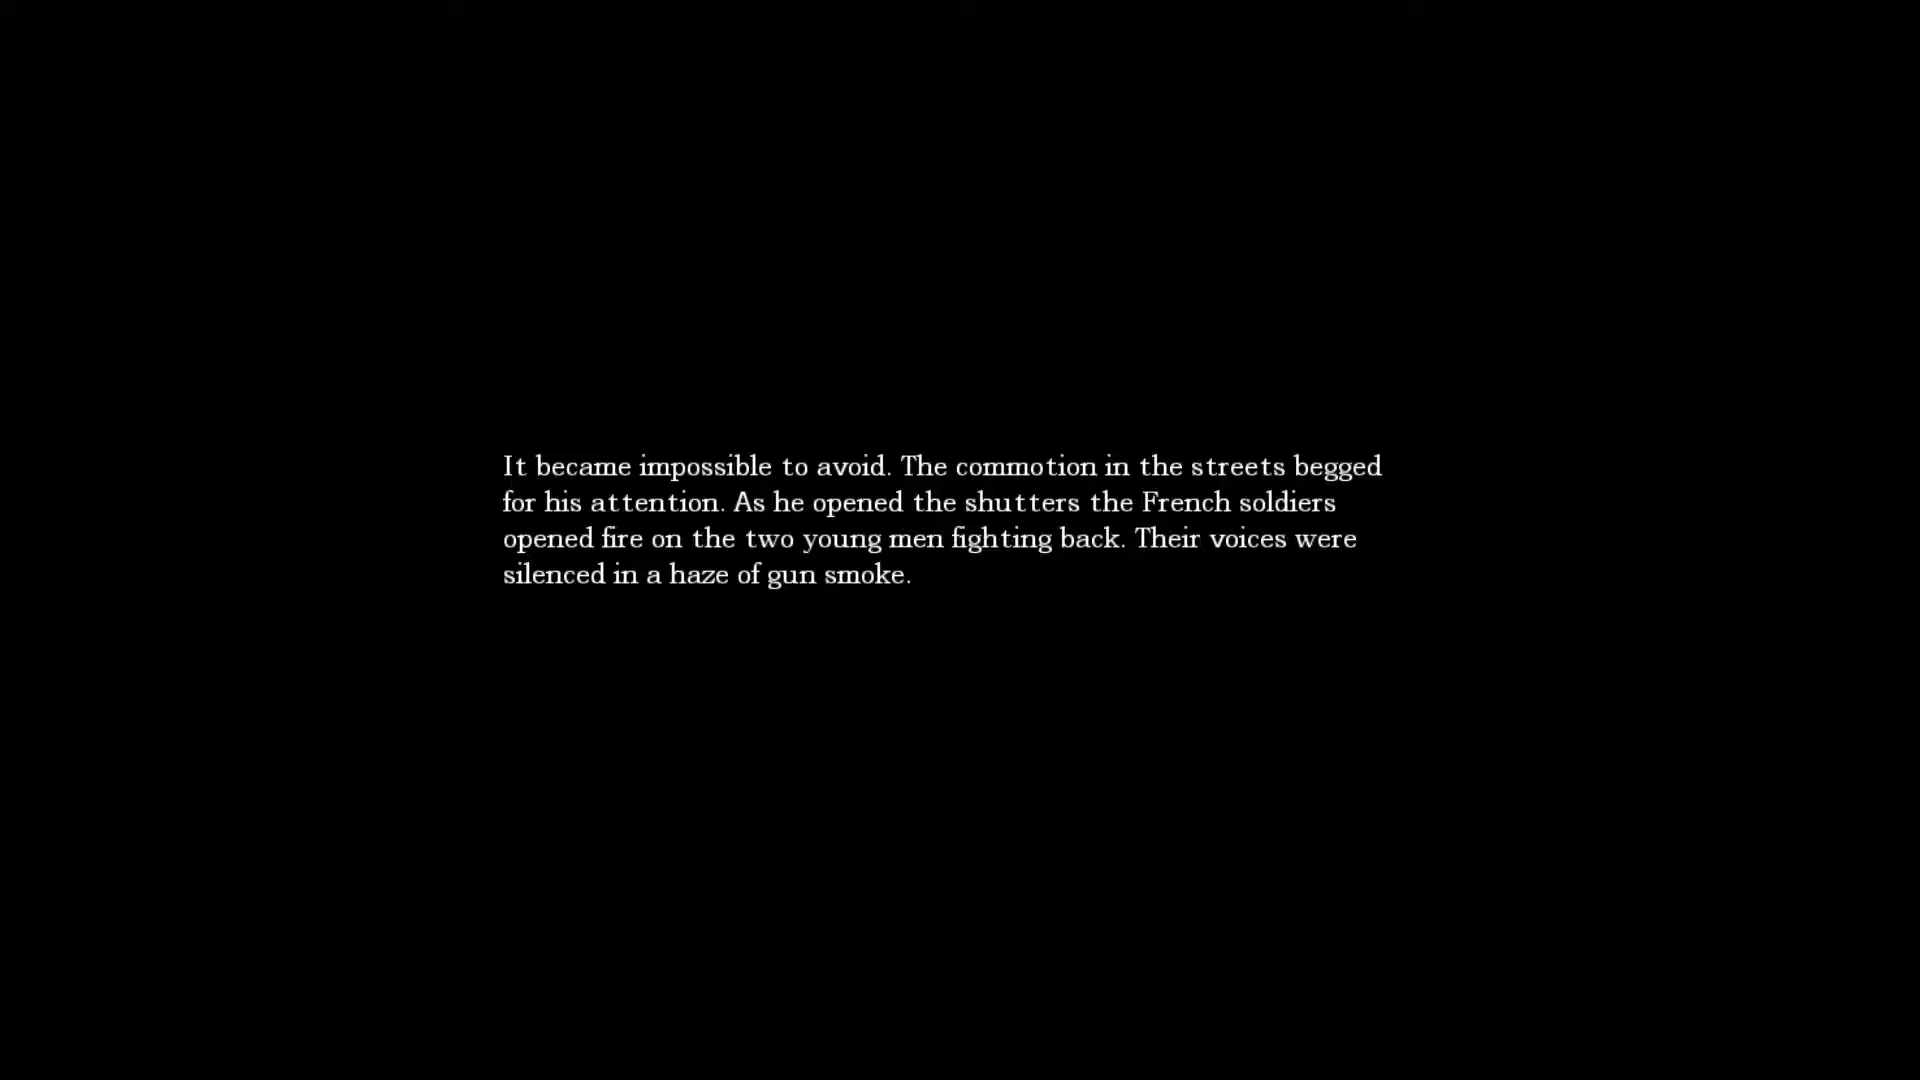 It became impossible to avoid. The commotion in the streets begged
for his attention. As he opened the shutters the French soldiers
opened fire on the two young men fighting back. Their voices were
silenced in a haze of gun smoke.